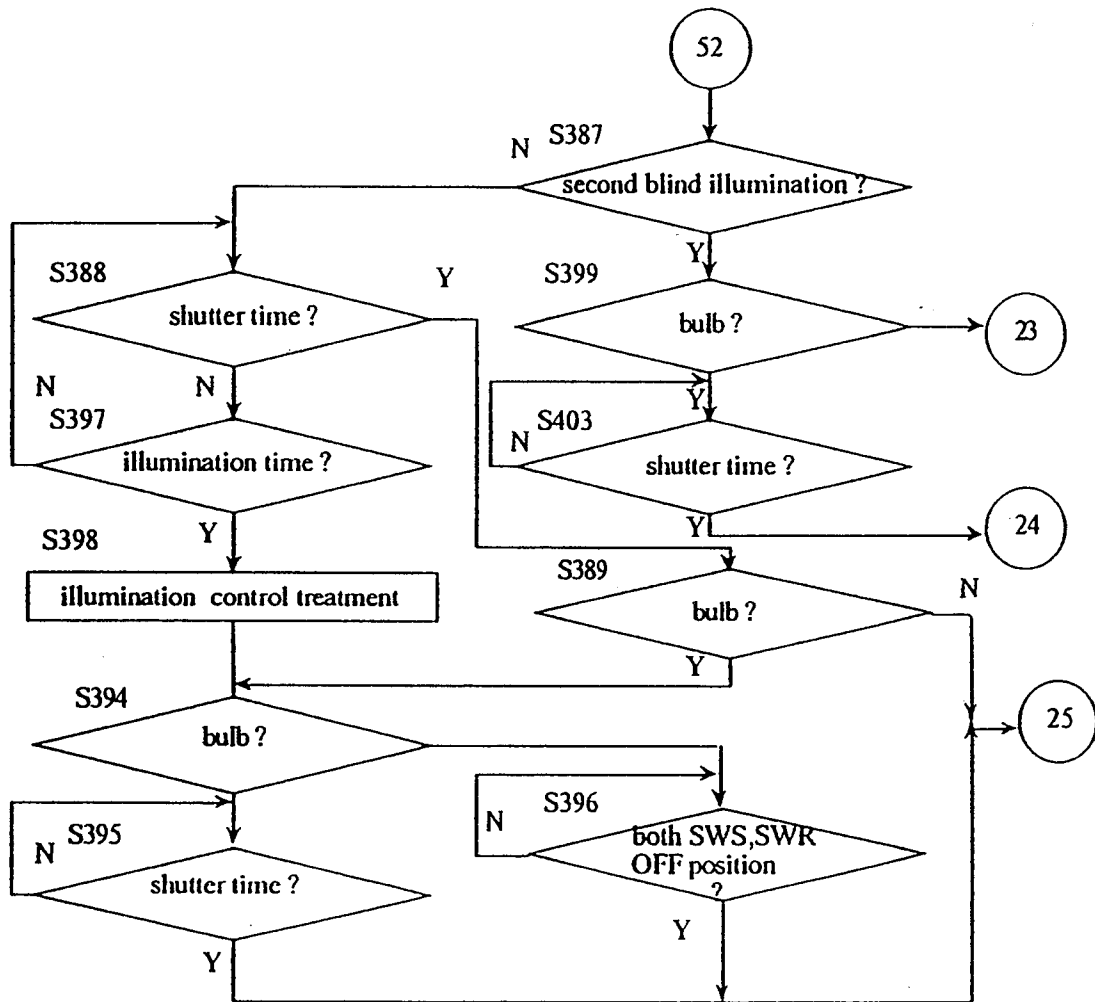 52
S387
N
second blind illumination ?
Y
S388
Y
S399
shutter time ?
bulb ?
23
N
N
Y
S397
S403
N
illumination time ?
shutter time ?
Y
Y
24
S398
S389
illumination control treatment
bulb ?
N
Y
S394
25
bulb ?
S396
N
S395
N
both SWS,SWR
OFF position
?
shutter time ?
Y
Y